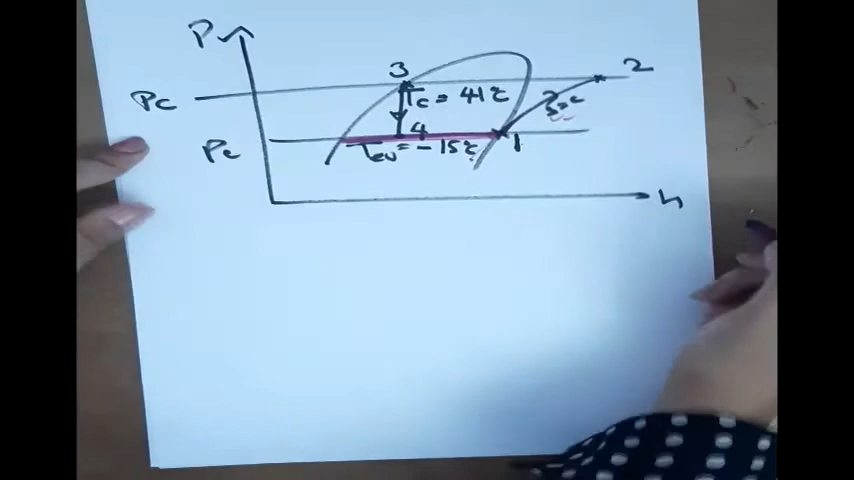 P
3
2
Pc
Tc = 41°C
s=c
4
Pe
Tev = -15°C
1
h